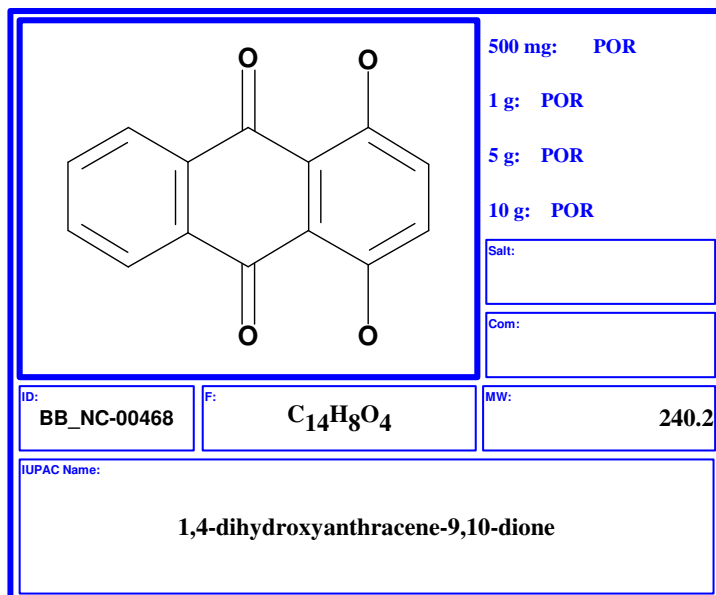 O O
O O
500 mg: POR
1 g: POR
5 g: POR
10 g: POR
Salt:
Com:
ID: BB_NC-00468
F: C14H8O4
MW: 240.2
IUPAC Name:
1,4-dihydroxyanthracene-9,10-dione